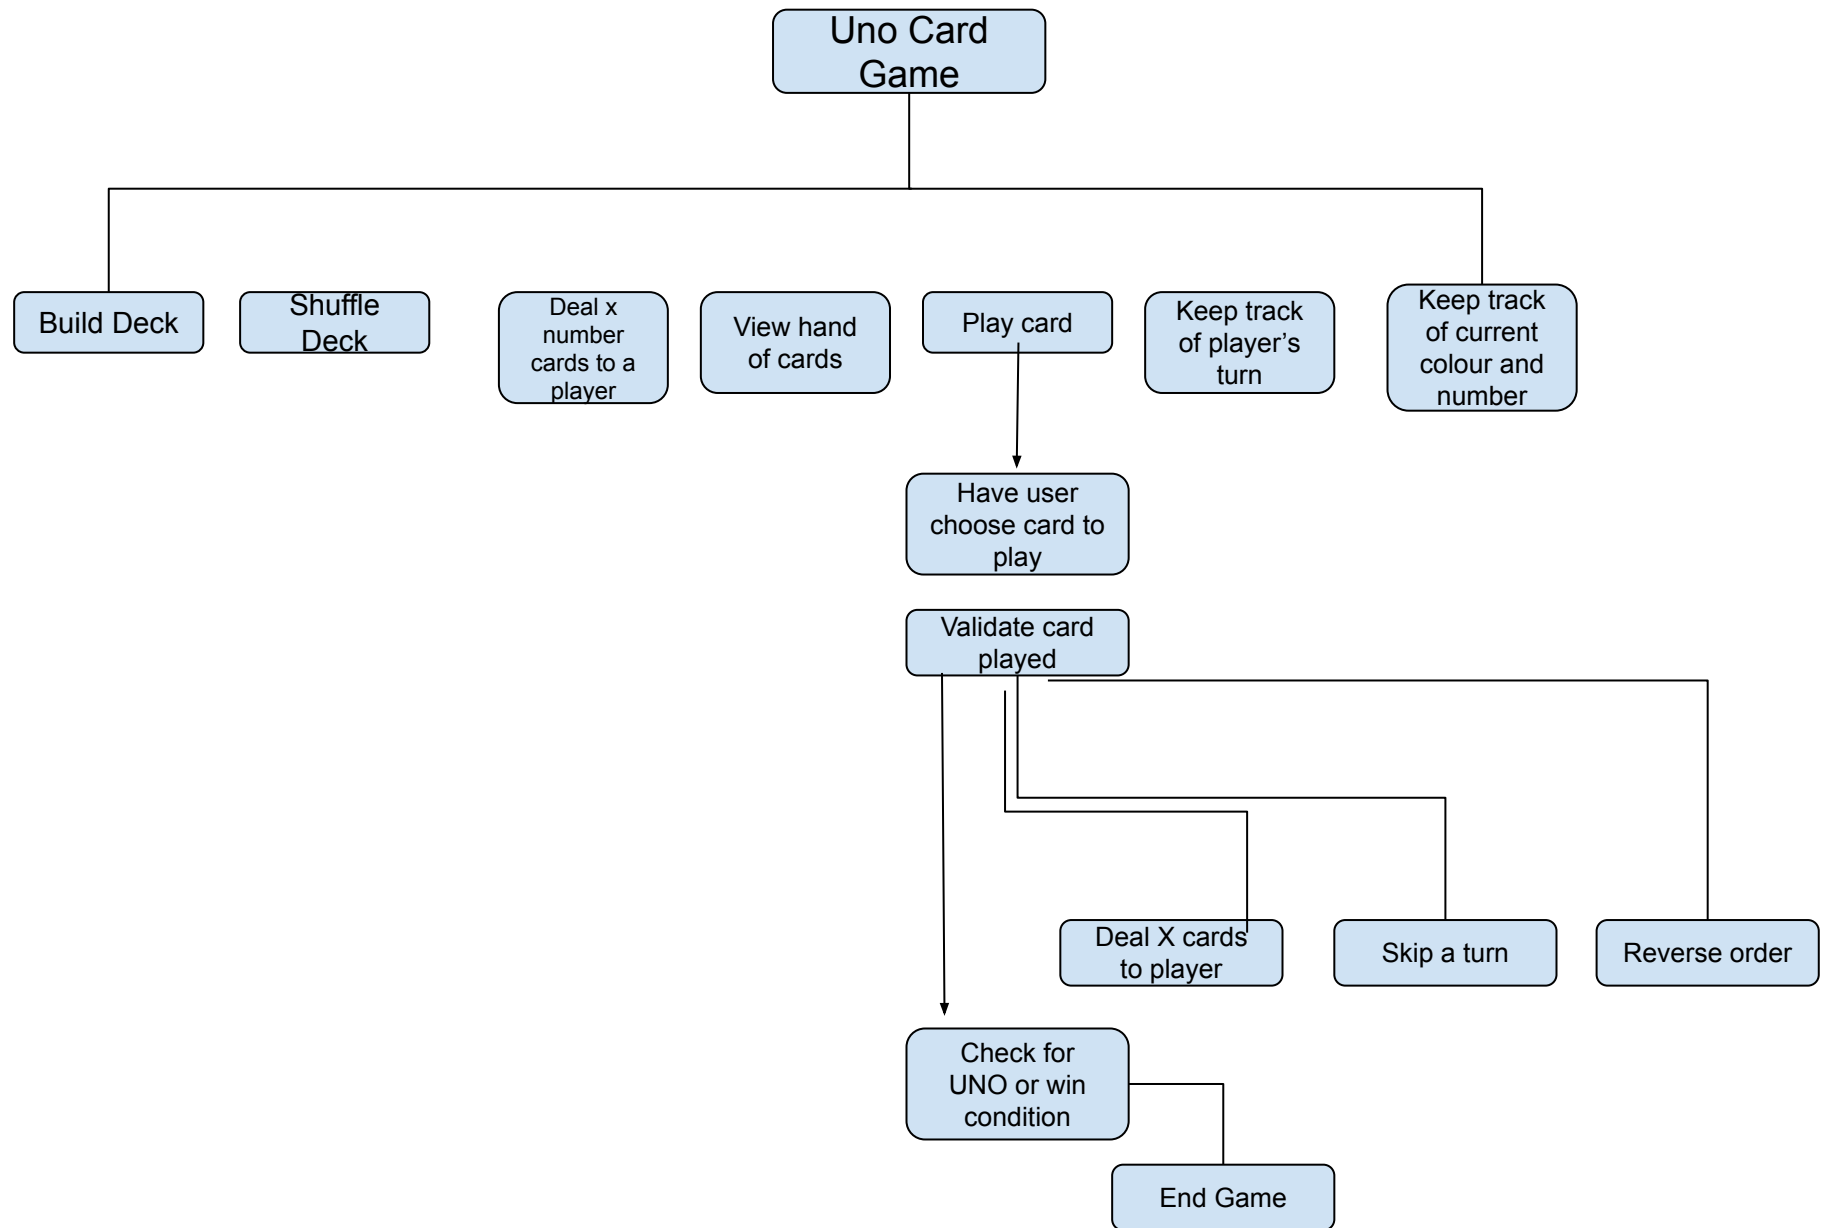 Uno Card
Game
Build Deck
Shuffle
Deck
Deal x
number
cards to a
player
View hand
of cards
Play card
Keep track
of player’s
turn
Keep track
of current
colour and
number
Have user
choose card to
play
Validate card
played
Deal X cards
to player
Skip a turn
Reverse order
Check for
UNO or win
condition
End Game